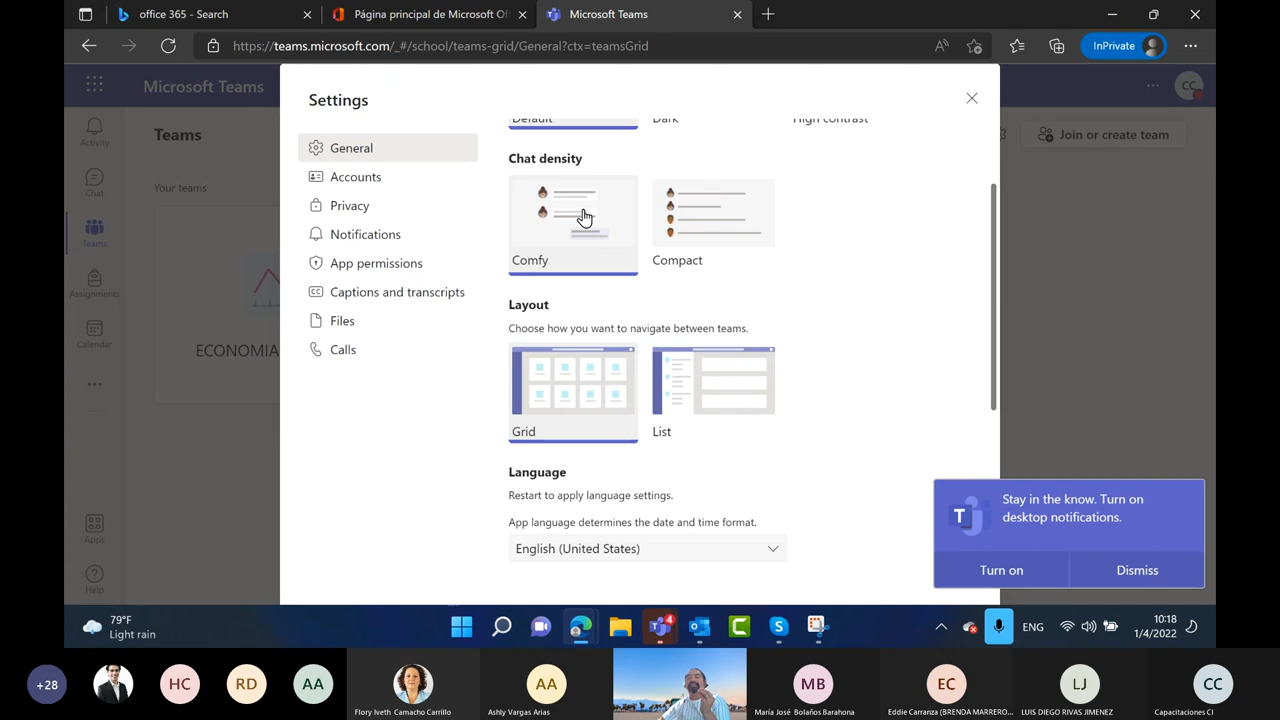 office 365 - Search
Página principal de Microsoft Of
Microsoft Teams
https://teams.microsoft.com/_#/school/teams-grid/General?ctx=teamsGrid
InPrivate
Microsoft Teams
CC
Settings
Teams
Join or create team
Activity
Chat
Teams
Assignments
Calendar
Apps
Help
Your teams
ECONOMIA
General
Accounts
Privacy
Notifications
App permissions
Captions and transcripts
Files
Calls
Default
Dark
High contrast
Chat density
Comfy
Compact
Layout
Choose how you want to navigate between teams.
Grid
List
Language
Restart to apply language settings.
App language determines the date and time format.
English (United States)
Stay in the know. Turn on
desktop notifications.
Turn on
Dismiss
79°F
Light rain
4
ENG
10:18
1/4/2022
+28
HC
RD
AA
AA
MB
EC
LJ
CC
Flory Iveth Camacho Carrillo
Ashly Vargas Arias
María José Bolaños Barahona
Eddie Carranza (BRENDA MARRERO...
LUIS DIEGO RIVAS JIMENEZ
Capacitaciones CI